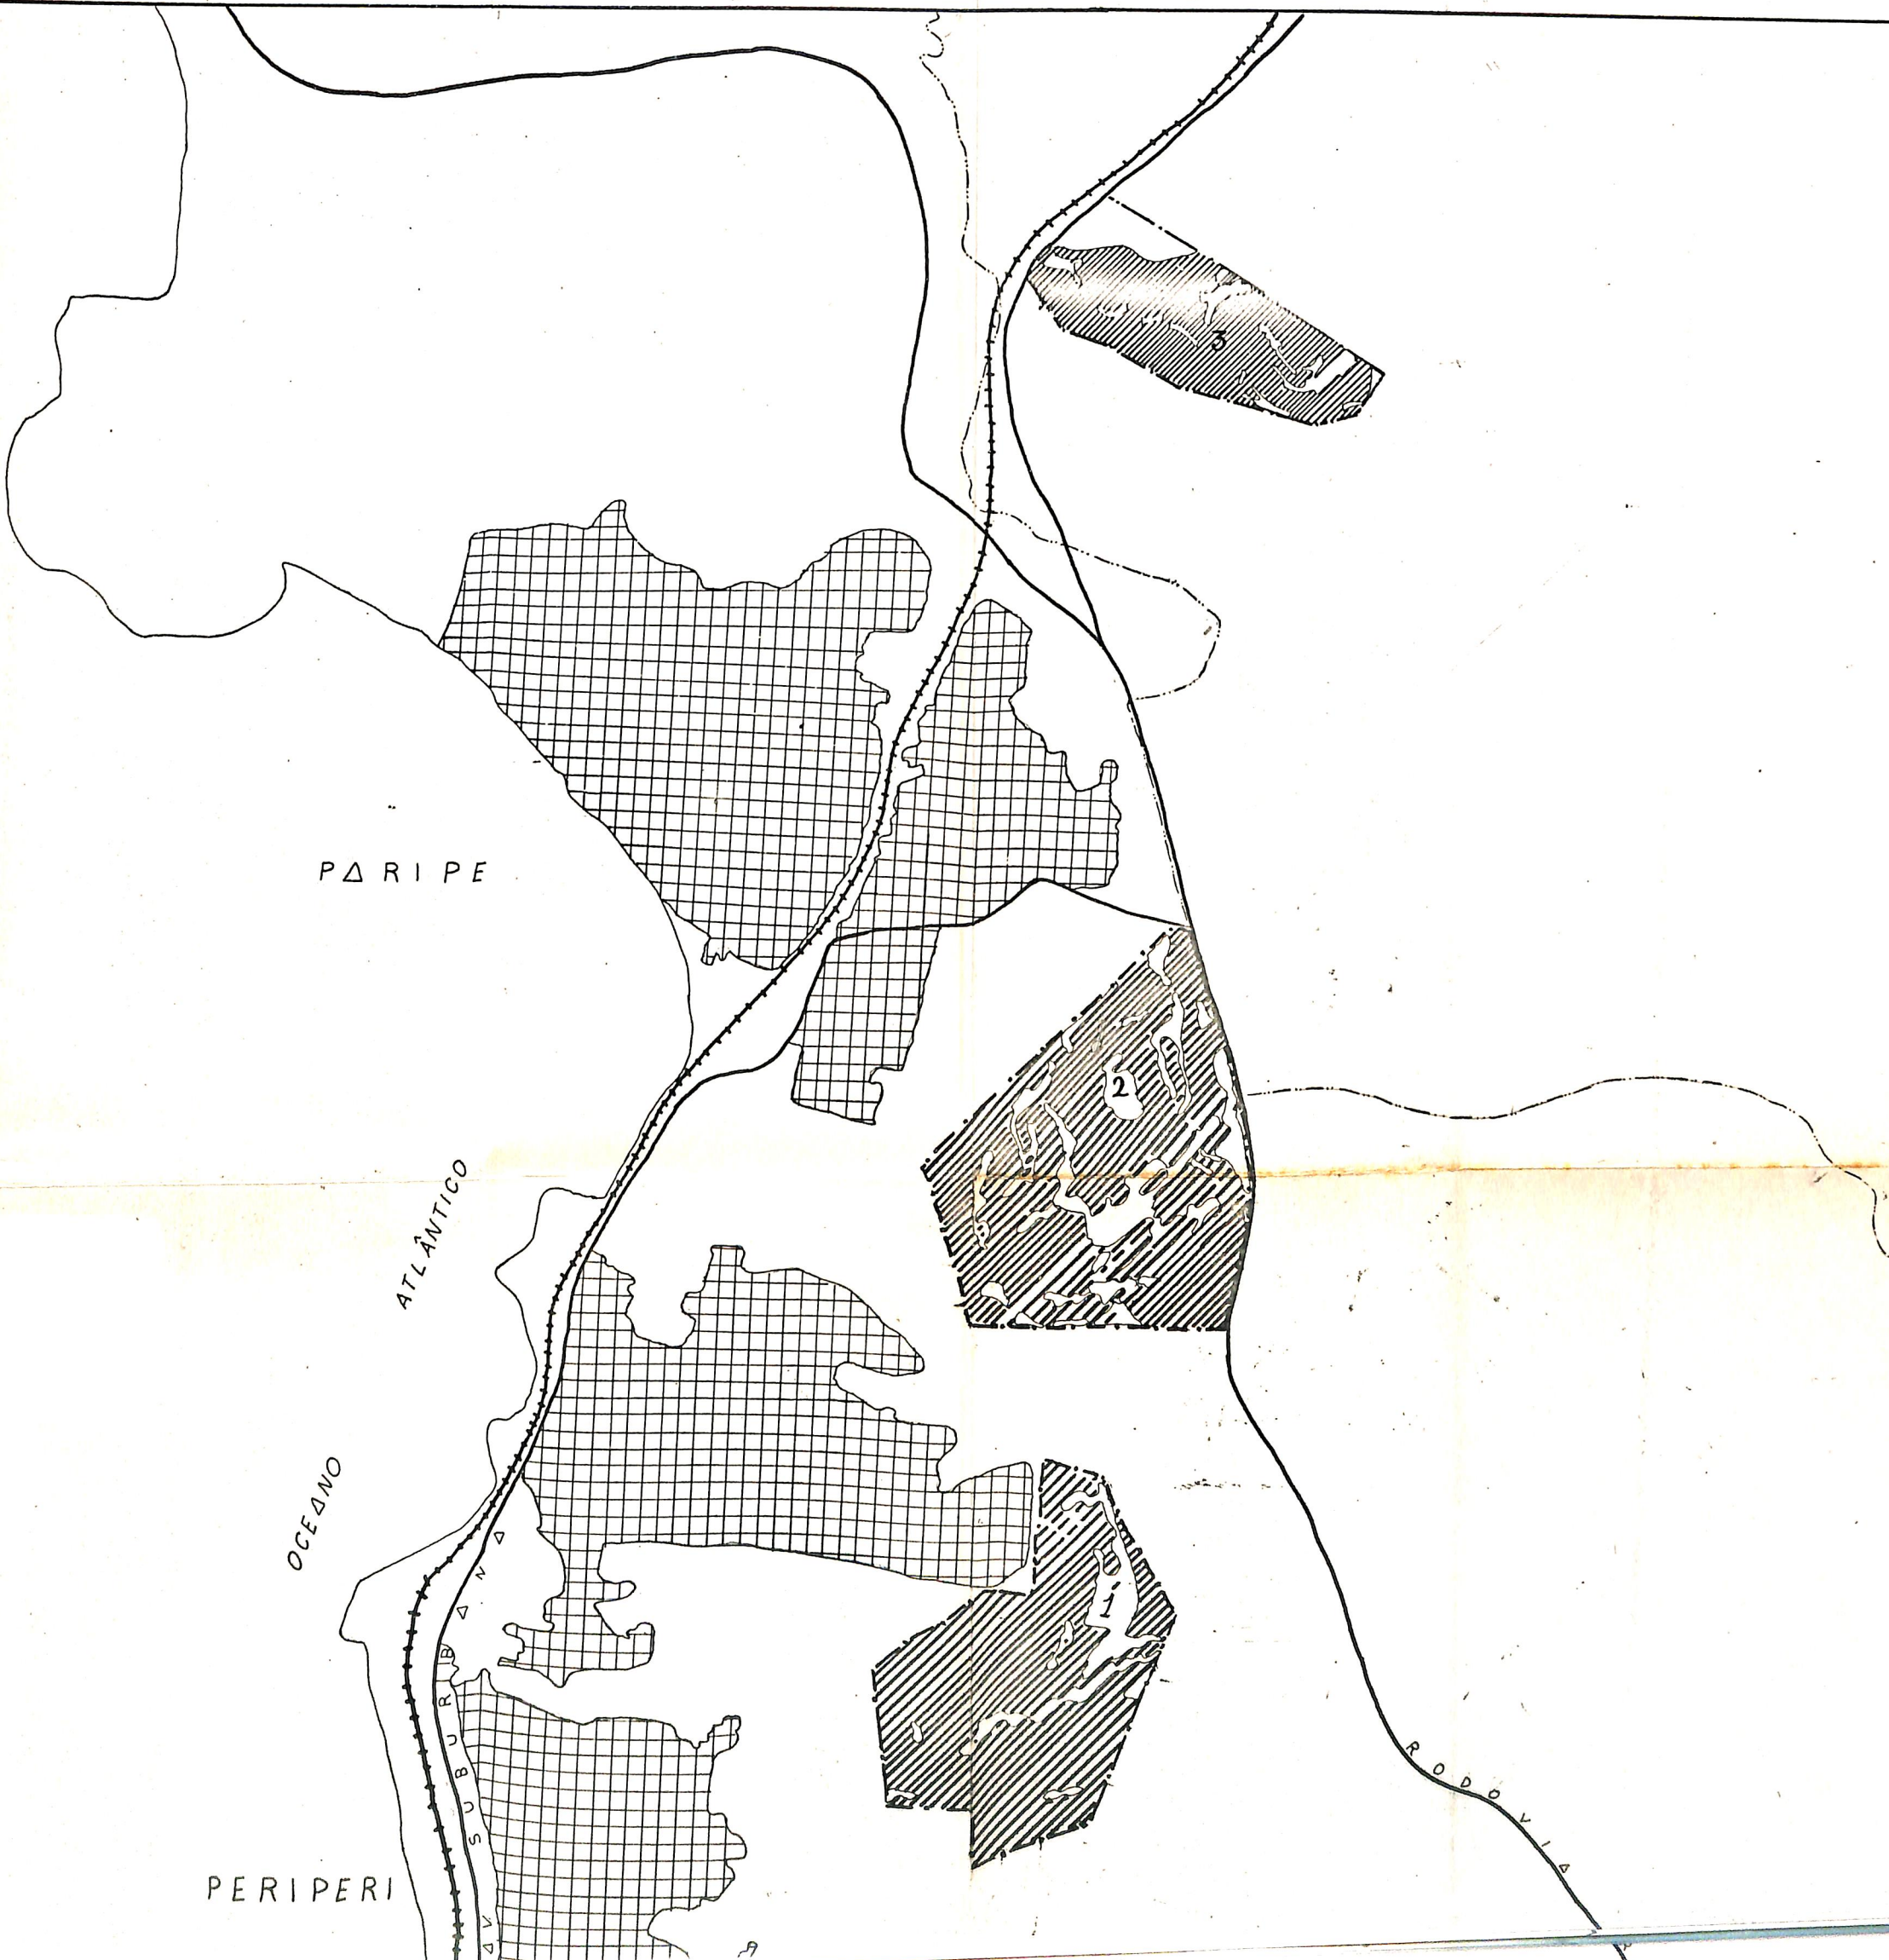 3
PARIPE
2
ATLÂNTICO
OCEANO
1
AV. SUBURBANA
RODOVIA
PERIPERI